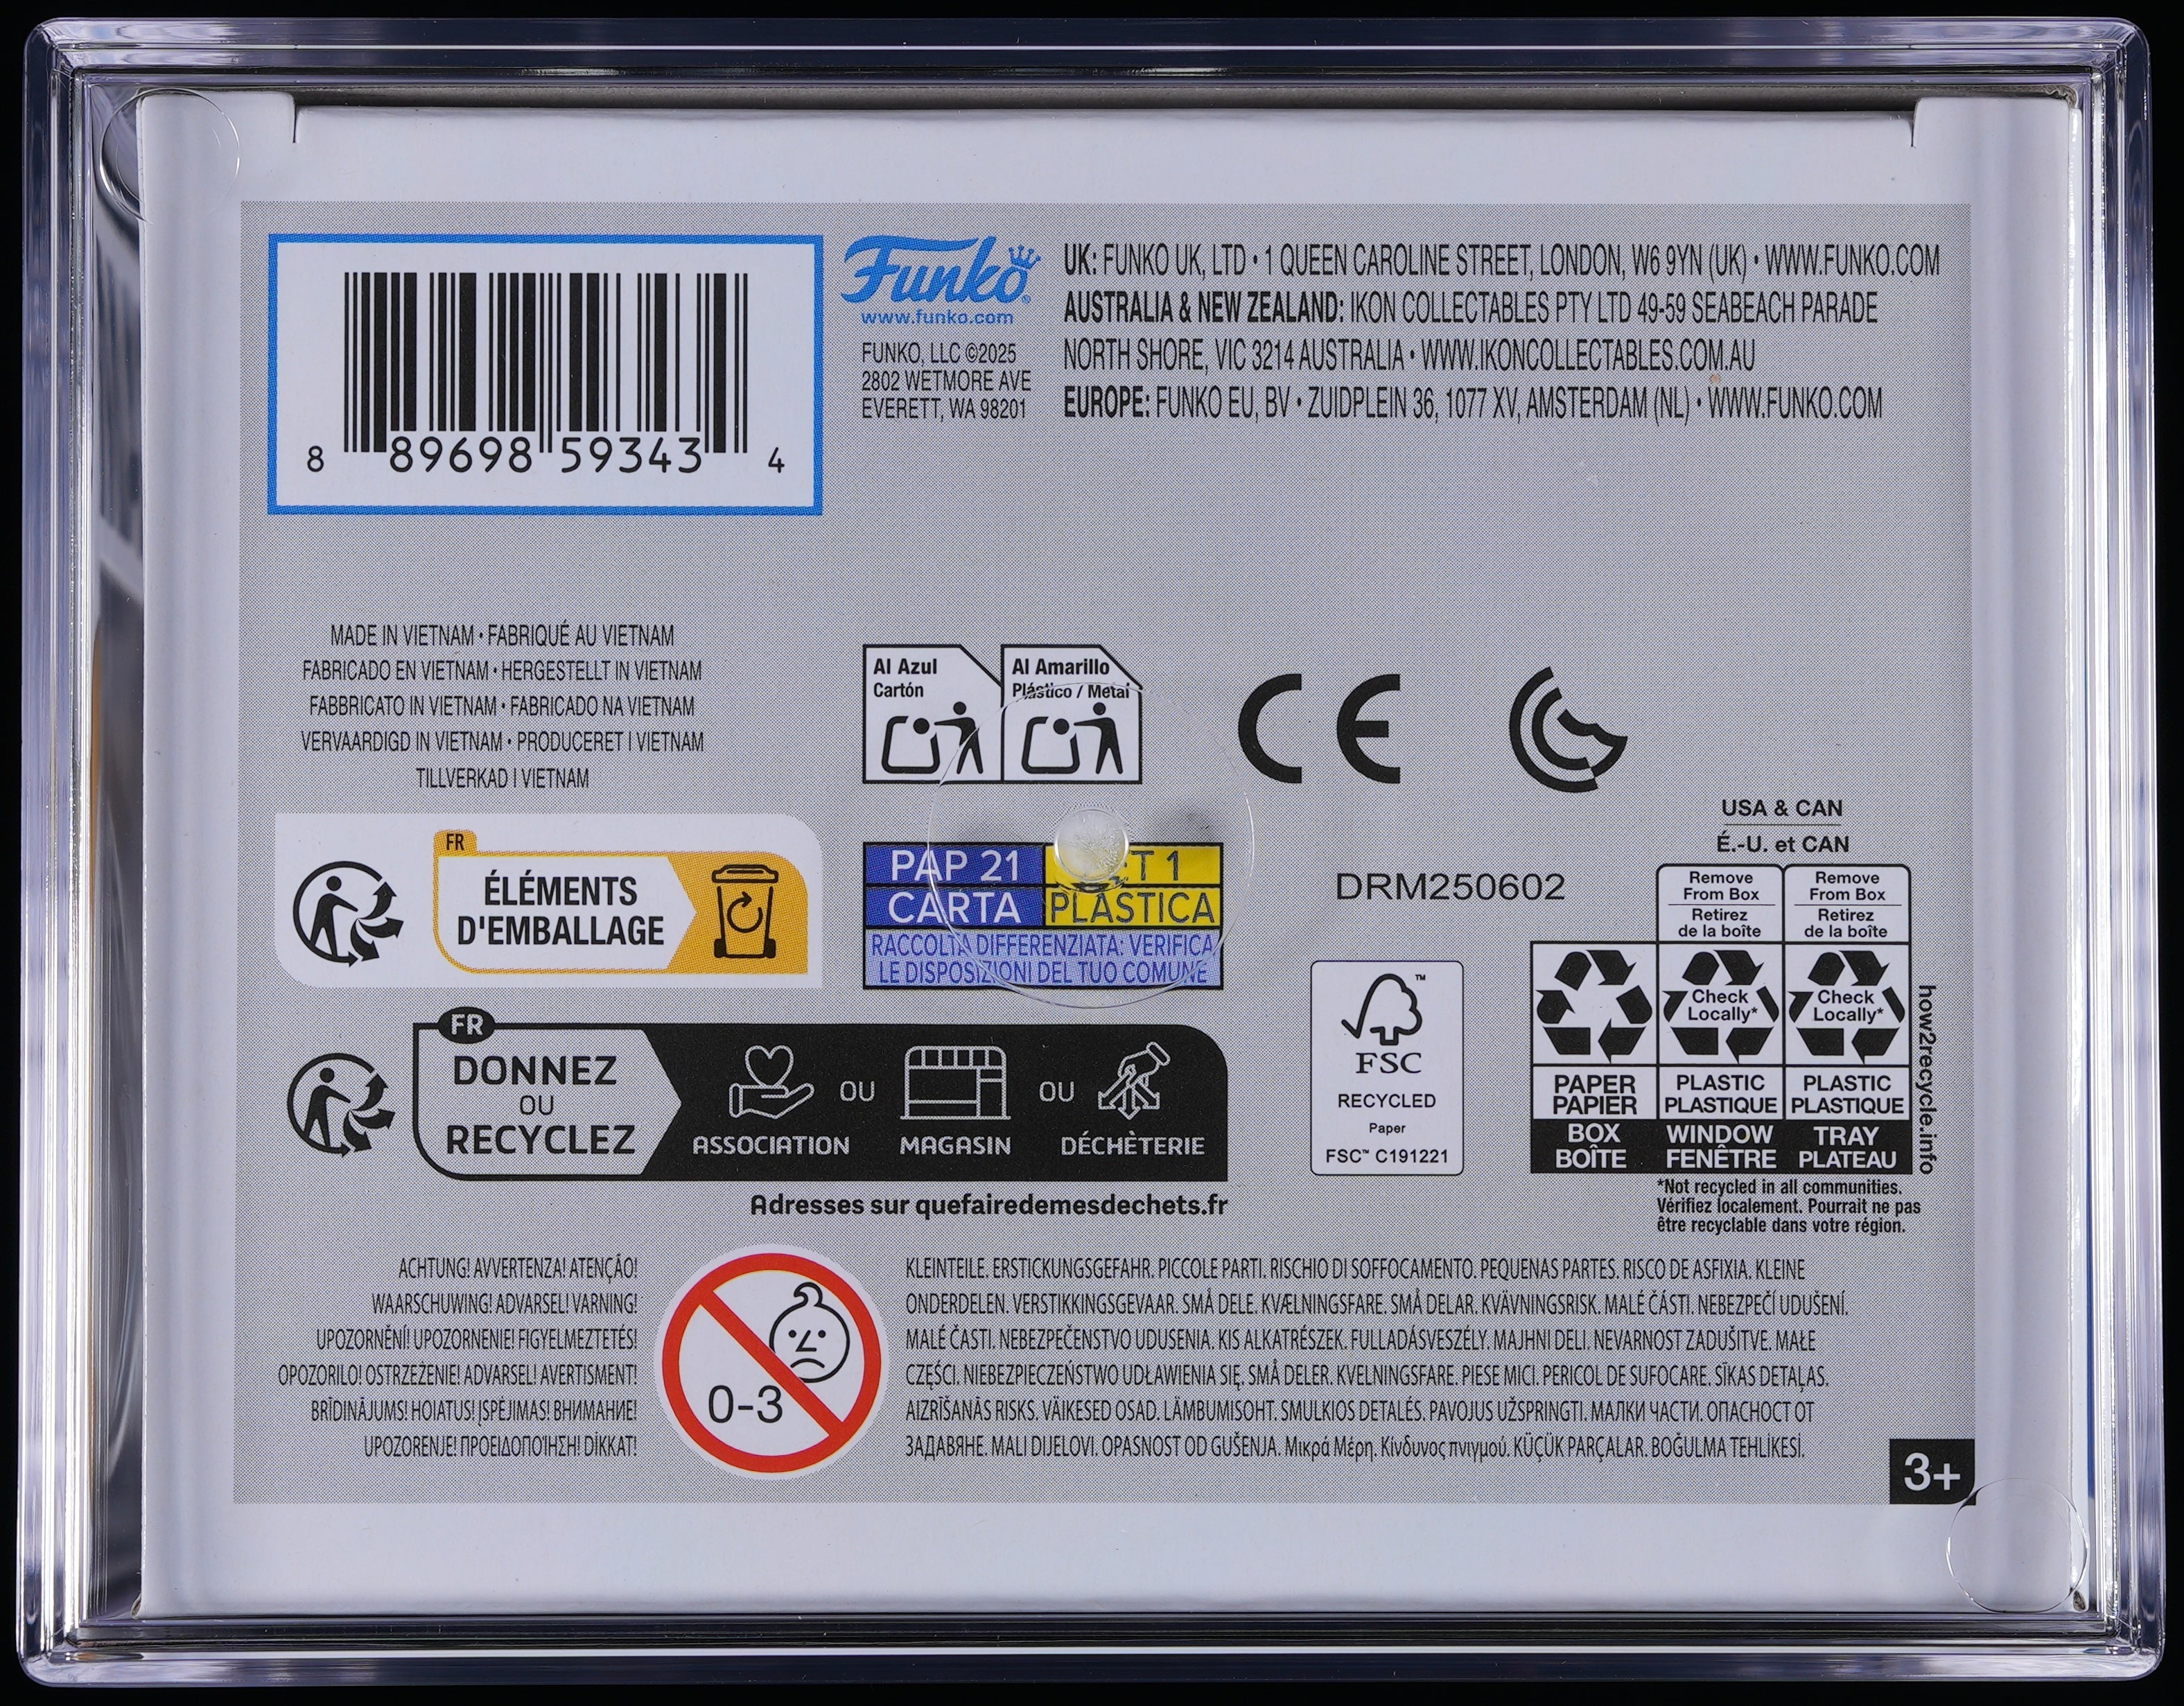 8 89698 59343 4
Funko®
www.funko.com
FUNKO, LLC ©2025
2802 WETMORE AVE
EVERETT, WA 98201
UK: FUNKO UK, LTD • 1 QUEEN CAROLINE STREET, LONDON, W6 9YN (UK) • WWW.FUNKO.COM
AUSTRALIA & NEW ZEALAND: IKON COLLECTABLES PTY LTD 49-59 SEABEACH PARADE
NORTH SHORE, VIC 3214 AUSTRALIA • WWW.IKONCOLLECTABLES.COM.AU
EUROPE: FUNKO EU, BV • ZUIDPLEIN 36, 1077 XV, AMSTERDAM (NL) • WWW.FUNKO.COM
MADE IN VIETNAM • FABRIQUÉ AU VIETNAM
FABRICADO EN VIETNAM • HERGESTELLT IN VIETNAM
FABBRICATO IN VIETNAM • FABRICADO NA VIETNAM
VERVAARDIGD IN VIETNAM • PRODUCERET I VIETNAM
TILLVERKAD I VIETNAM
Al Azul
Cartón
Al Amarillo
Plástico / Metal
CE
FR
ÉLÉMENTS
D'EMBALLAGE
PAP 21
CARTA
T 1
PLASTICA
RACCOLTA DIFFERENZIATA: VERIFICA
LE DISPOSIZIONI DEL TUO COMUNE
DRM250602
USA & CAN
É.-U. et CAN
Remove
From Box
Retirez
de la boîte
Remove
From Box
Retirez
de la boîte
Check
Locally*
Check
Locally*
PAPER
PAPIER
PLASTIC
PLASTIQUE
PLASTIC
PLASTIQUE
BOX
BOÎTE
WINDOW
FENÊTRE
TRAY
PLATEAU
how2recycle.info
*Not recycled in all communities.
Vérifiez localement. Pourrait ne pas
être recyclable dans votre région.
FSC™
RECYCLED
Paper
FSC™ C191221
FR
DONNEZ
OU
RECYCLEZ
ASSOCIATION
OU
MAGASIN
OU
DÉCHÈTERIE
Adresses sur quefairedemesdechets.fr
ACHTUNG! AVVERTENZA! ATENÇÃO!
WAARSCHUWING! ADVARSEL! VARNING!
UPOZORNĚNÍ! UPOZORNENIE! FIGYELMEZTETÉS!
OPOZORILO! OSTRZEŻENIE! ADVARSEL! AVERTISMENT!
BRĪDINĀJUMS! HOIATUS! ĮSPĖJIMAS! ВНИМАНИЕ!
UPOZORENJE! ΠΡΟΕΙΔΟΠΟΊΗΣΗ! DİKKAT!
0-3
KLEINTEILE. ERSTICKUNGSGEFAHR. PICCOLE PARTI. RISCHIO DI SOFFOCAMENTO. PEQUENAS PARTES. RISCO DE ASFIXIA. KLEINE
ONDERDELEN. VERSTIKKINGSGEVAAR. SMÅ DELE. KVÆLNINGSFARE. SMÅ DELAR. KVÄVNINGSRISK. MALÉ ČÁSTI. NEBEZPEČÍ UDUŠENÍ.
MALÉ ČASTI. NEBEZPEČENSTVO UDUSENIA. KIS ALKATRÉSZEK. FULLADÁSVESZÉLY. MAJHNI DELI. NEVARNOST ZADUŠITVE. MAŁE
CZĘŚCI. NIEBEZPIECZEŃSTWO UDŁAWIENIA SIĘ. SMÅ DELER. KVELNINGSFARE. PIESE MICI. PERICOL DE SUFOCARE. SĪKAS DETAĻAS.
AIZRĪŠANĀS RISKS. VÄIKESED OSAD. LÄMBUMISOHT. SMULKIOS DETALĖS. PAVOJUS UŽSPRINGTI. МАЛКИ ЧАСТИ. ОПАСНОСТ ОТ
ЗАДАВЯНЕ. MALI DIJELOVI. OPASNOST OD GUŠENJA. Μικρά Μέρη. Κίνδυνος πνιγμού. KÜÇÜK PARÇALAR. BOĞULMA TEHLİKESİ.
3+